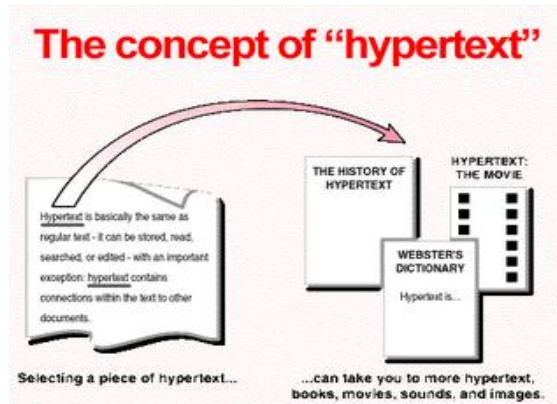 The concept of “hypertext”
Hypertext is basically the same as
regular text - it can be stored, read,
searched, or edited - with an important
exception: hypertext contains
connections within the text to other
documents.
Selecting a piece of hypertext...
THE HISTORY OF
HYPERTEXT
HYPERTEXT:
THE MOVIE
WEBSTER'S
DICTIONARY
Hypertext is...
...can take you to more hypertext,
books, movies, sounds, and images.